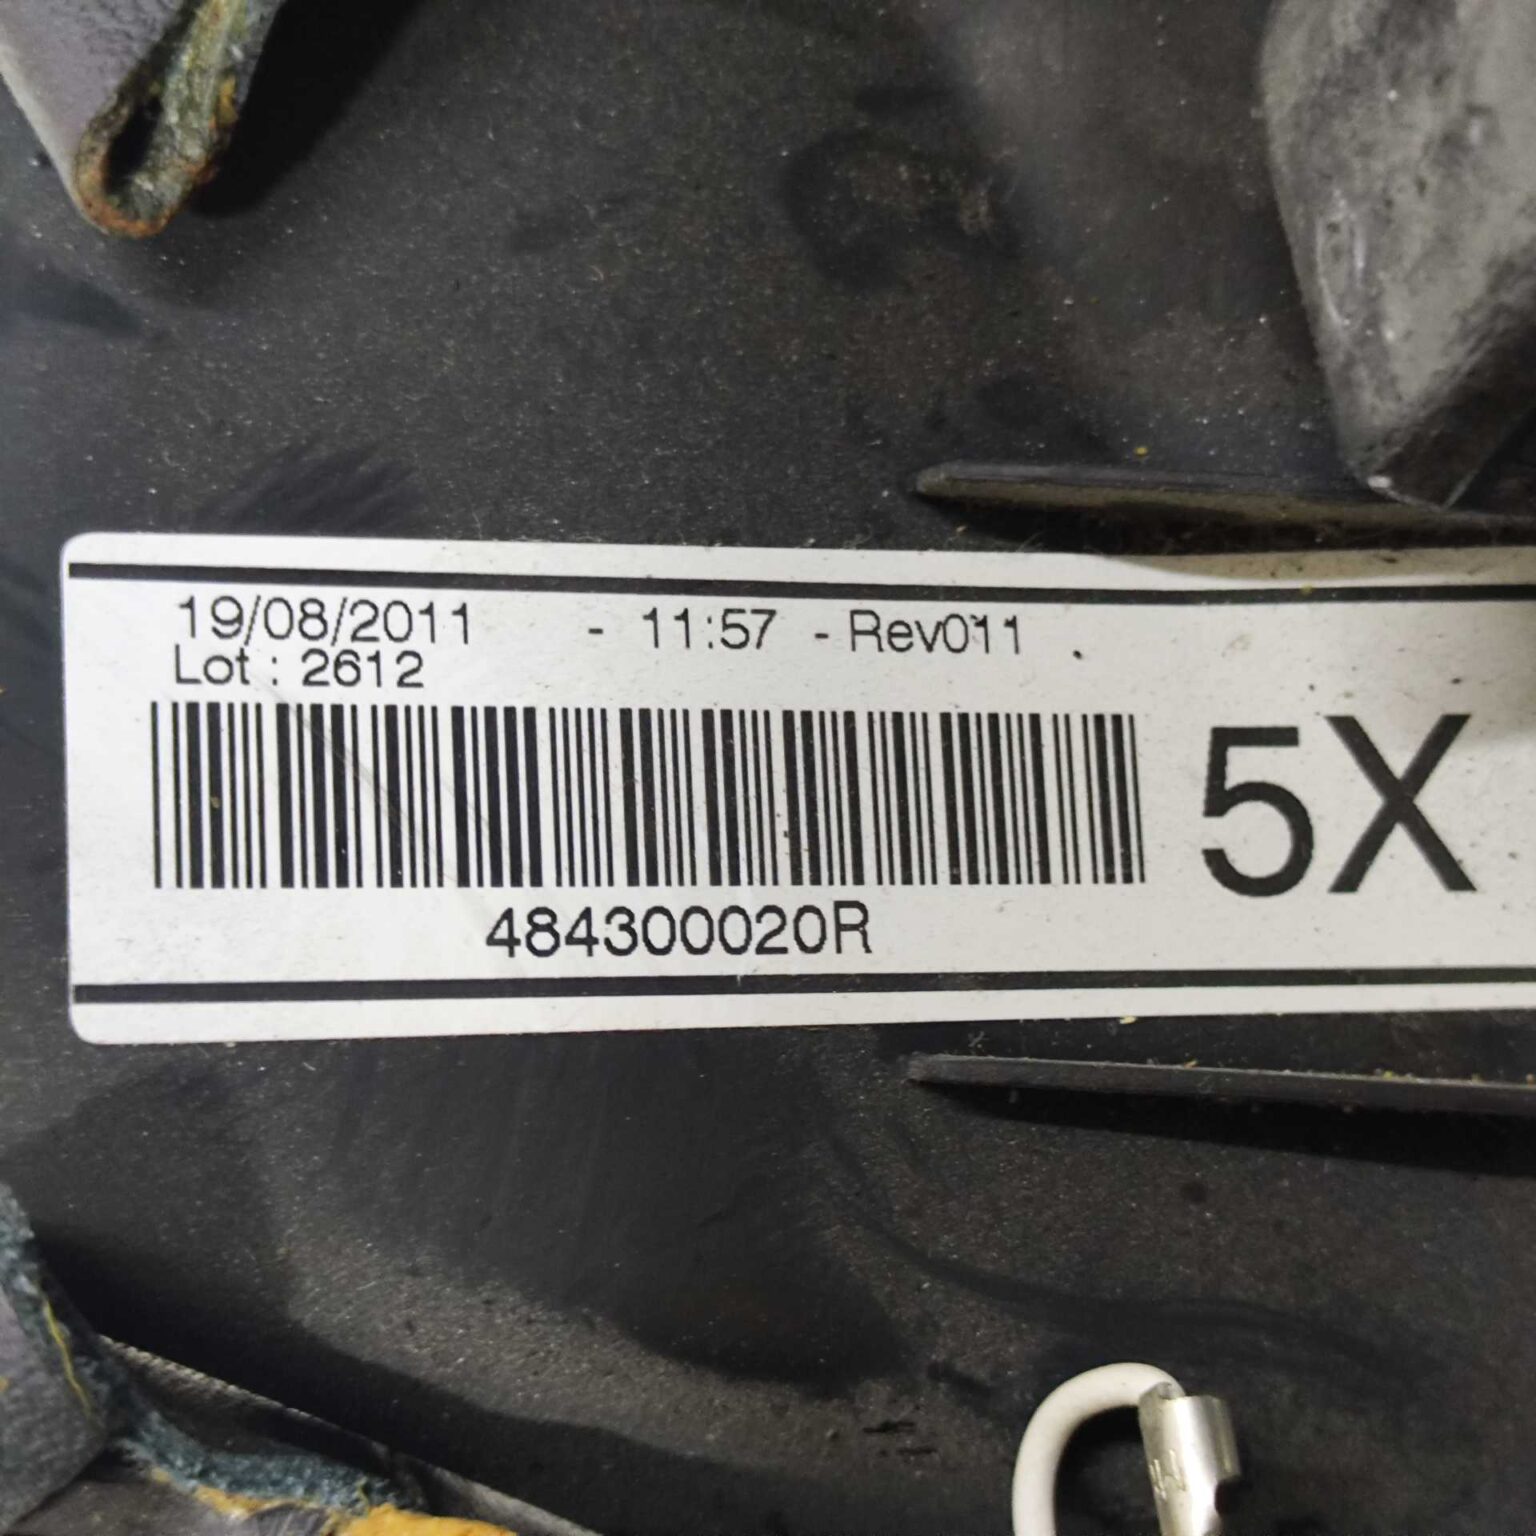 19/08/2011 - 11:57 - Rev011
Lot : 2612
5X
484300020R